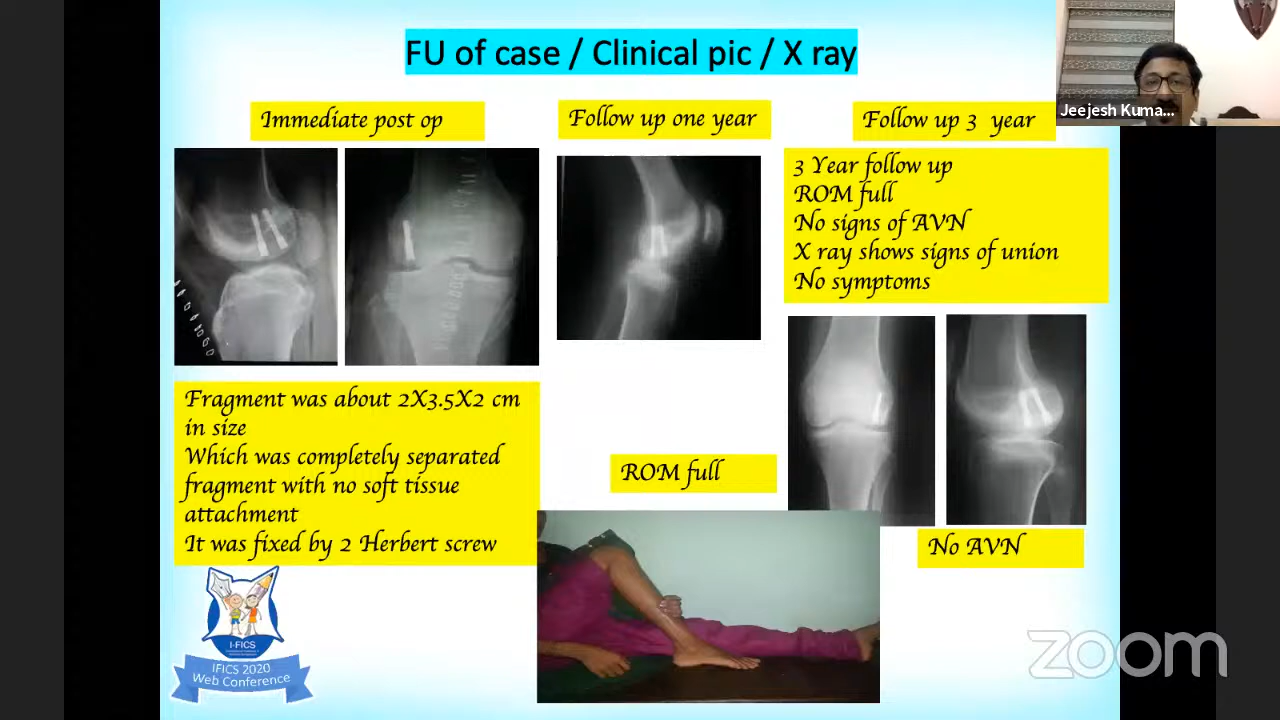 FU of case / Clinical pic / X ray
Jeejesh Kuma...
Immediate post op
Follow up one year
Follow up 3 year
3 Year follow up
ROM full
No signs of AVN
X ray shows signs of union
No symptoms
Fragment was about 2X3.5X2 cm
in size
Which was completely separated
fragment with no soft tissue
attachment
It was fixed by 2 Herbert screw
ROM full
No AVN
I-FICS
IFICS 2020
Web Conference
zoom